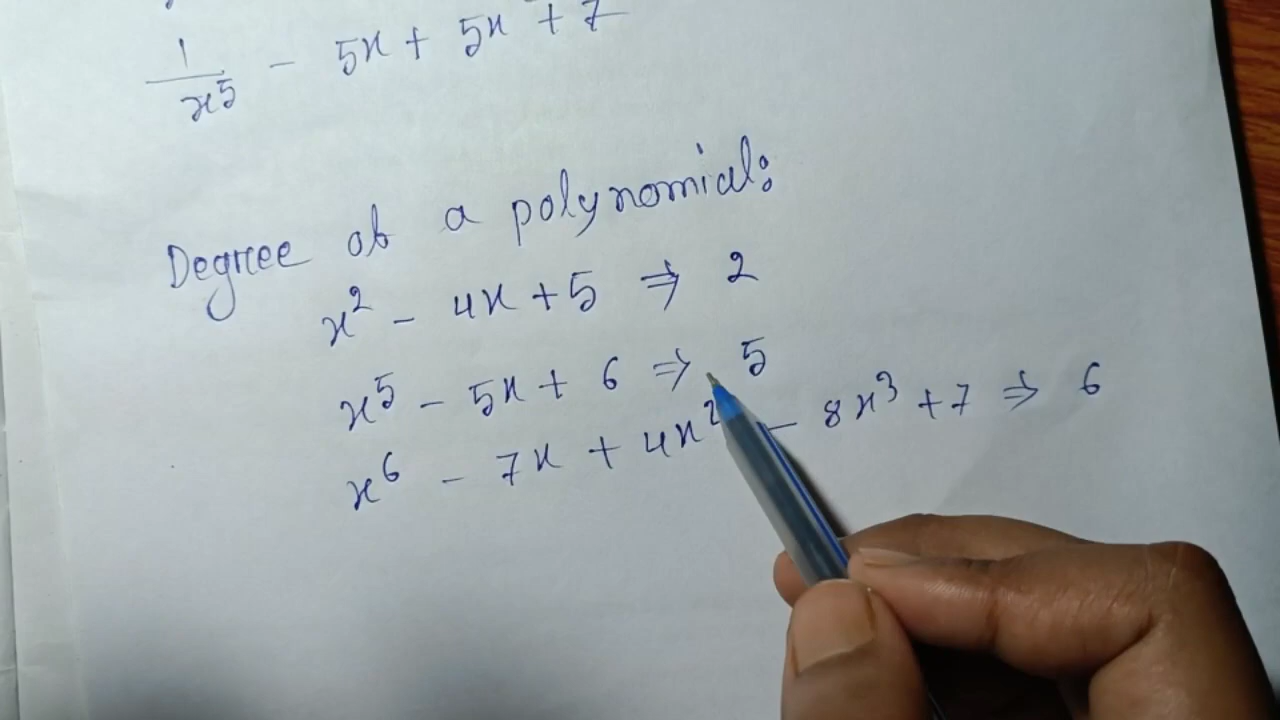 1/x⁵ - 5x + 5x + 7
Degree of a polynomial:
x² - 4x + 5 ⇒ 2
x⁵ - 5x + 6 ⇒ 5
x⁶ - 7x + 4x² - 8x³ + 7 ⇒ 6